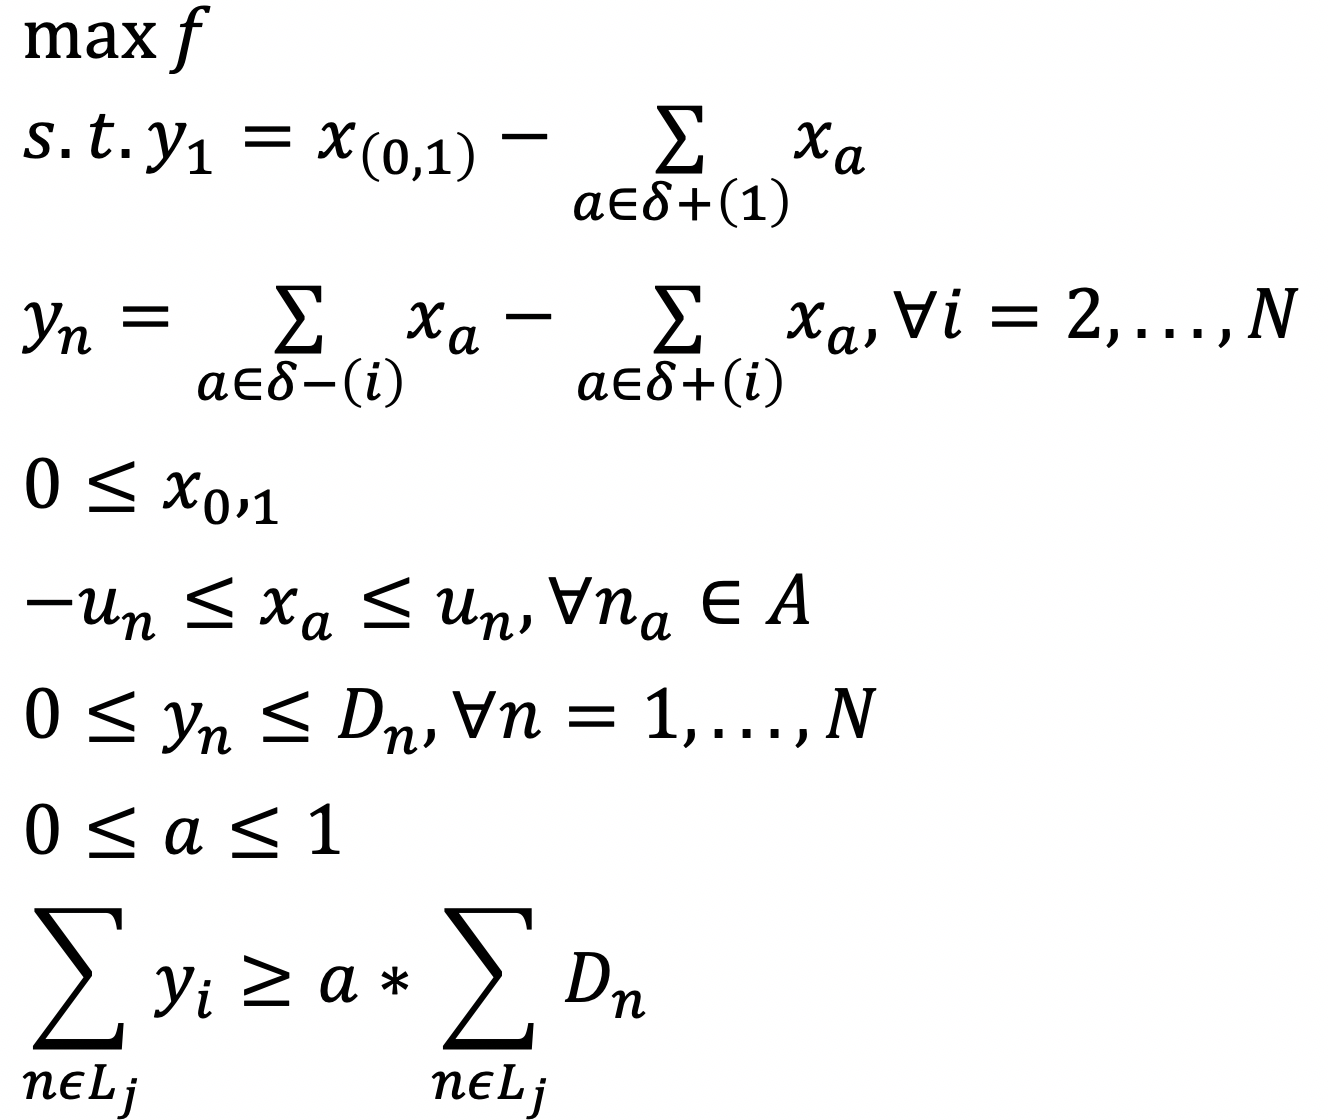 max f
s.t. y₁ = x₍₀,₁₎ − ∑_{a∈δ+(1)} x_a
y_n = ∑_{a∈δ−(i)} x_a − ∑_{a∈δ+(i)} x_a, ∀i = 2,...,N
0 ≤ x₀,₁
−u_n ≤ x_a ≤ u_n, ∀n_a ∈ A
0 ≤ y_n ≤ D_n, ∀n = 1,...,N
0 ≤ a ≤ 1
∑_{nϵL_j} y_i ≥ a * ∑_{nϵL_j} D_n